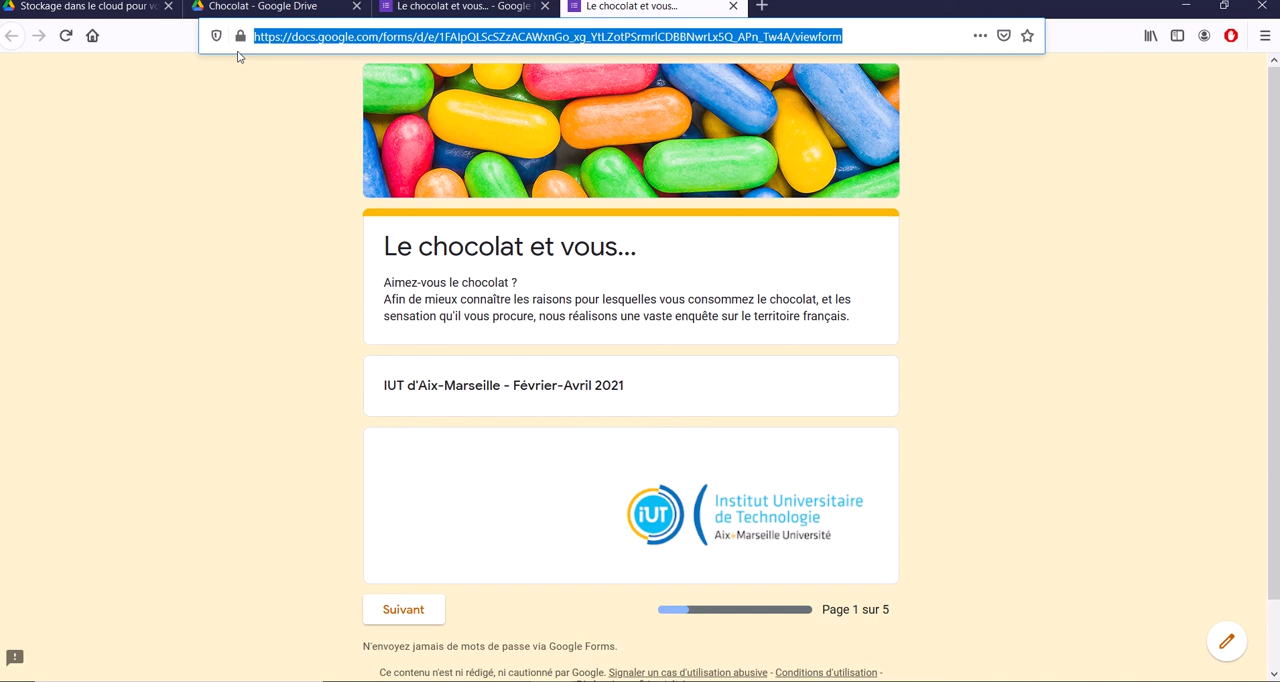 Stockage dans le cloud pour v
Chocolat - Google Drive
Le chocolat et vous... - Google
Le chocolat et vous...
https://docs.google.com/forms/d/e/1FAIpQLScSZzACAWxnGo_xg_YtLZotPSrmrlCDBBNwrLx5Q_APn_Tw4A/viewform
Le chocolat et vous...
Aimez-vous le chocolat ?
Afin de mieux connaître les raisons pour lesquelles vous consommez le chocolat, et les
sensation qu'il vous procure, nous réalisons une vaste enquête sur le territoire français.
IUT d'Aix-Marseille - Février-Avril 2021
iUT
Institut Universitaire
de Technologie
Aix*Marseille Université
Suivant
Page 1 sur 5
N'envoyez jamais de mots de passe via Google Forms.
Ce contenu n'est ni rédigé, ni cautionné par Google. Signaler un cas d'utilisation abusive - Conditions d'utilisation -